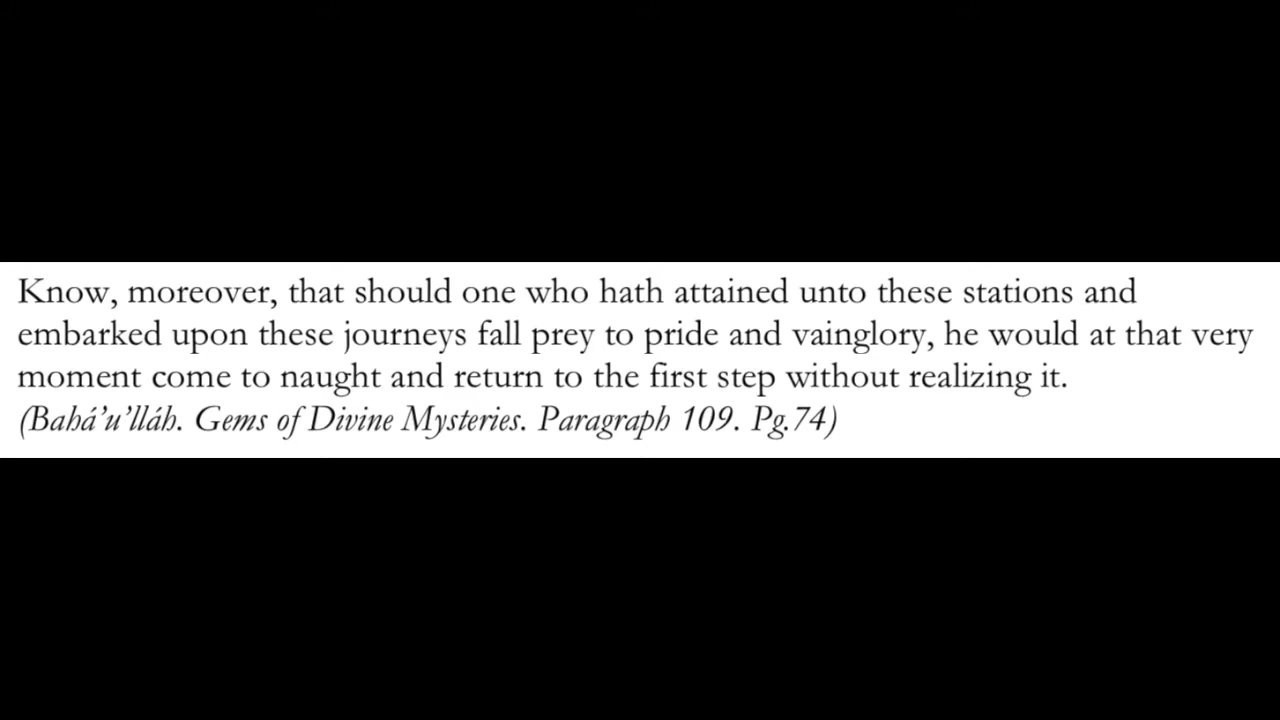 Know, moreover, that should one who hath attained unto these stations and
embarked upon these journeys fall prey to pride and vainglory, he would at that very
moment come to naught and return to the first step without realizing it.
(Bahá’u’lláh. Gems of Divine Mysteries. Paragraph 109. Pg.74)